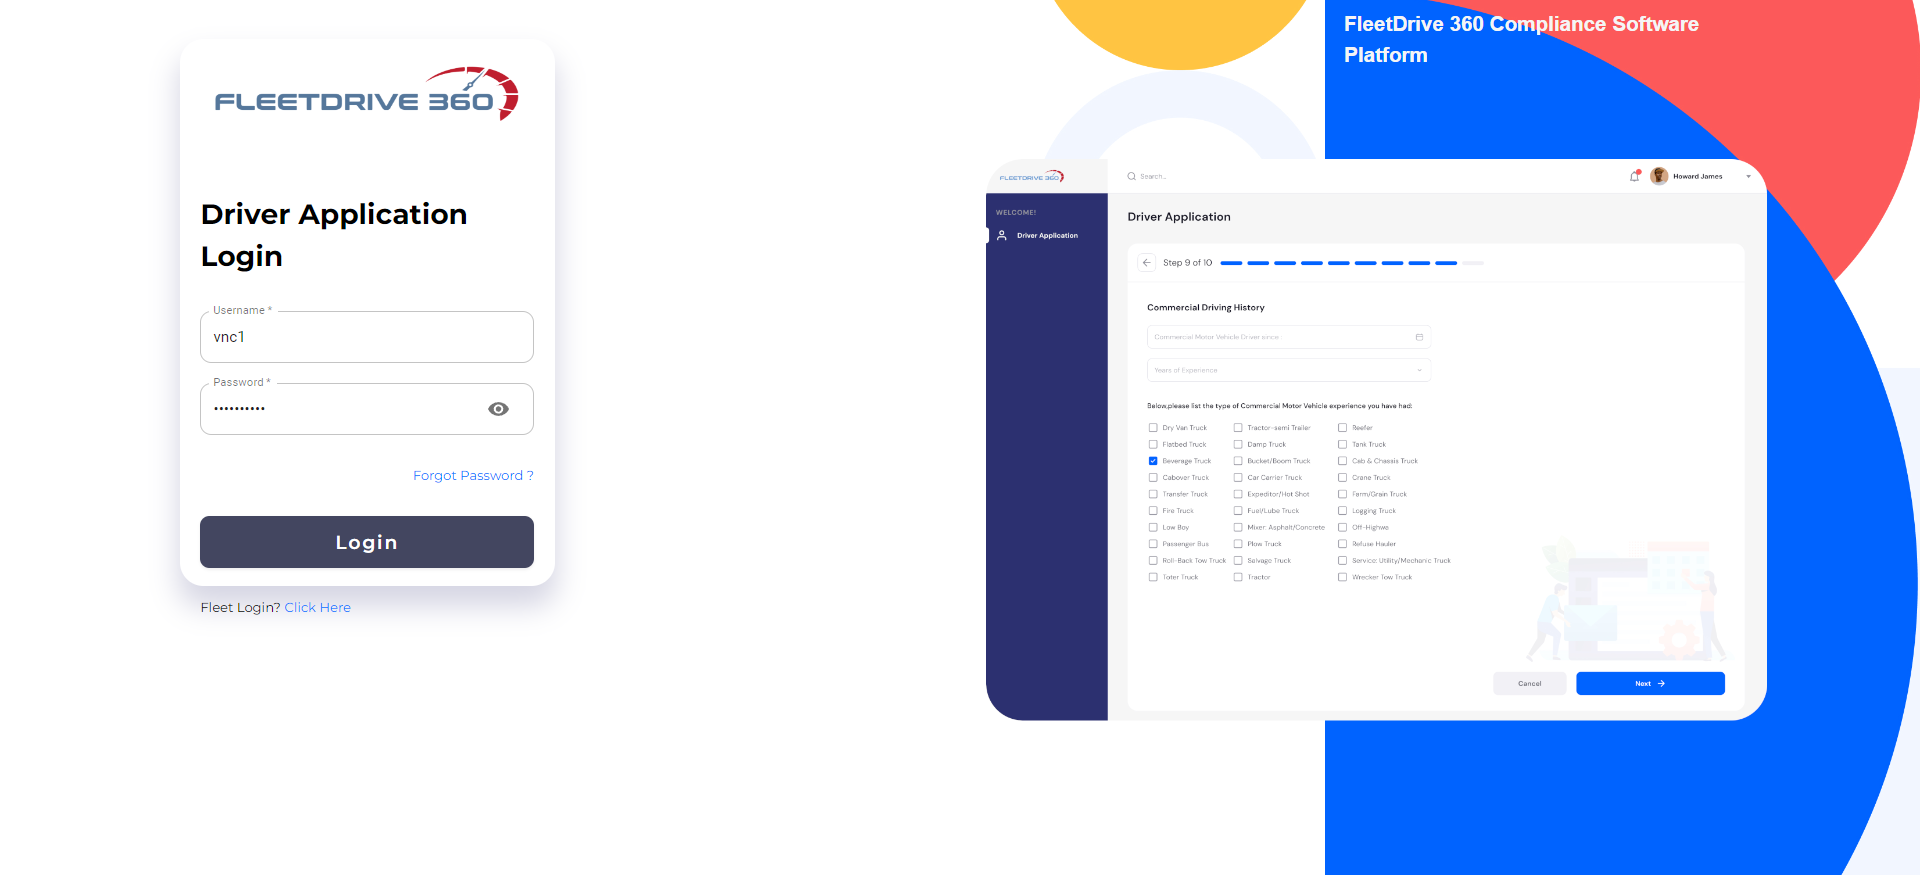 FLEETDRIVE 360
Driver Application
Login
Username *
vnc1
Password *
••••••••••
Forgot Password ?
Login
Fleet Login? Click Here
FleetDrive 360 Compliance Software
Platform
FLEETDRIVE 360
Search..
Howard James
WELCOME!
Driver Application
Driver Application
Step 9 of 10
Commercial Driving History
Commercial Motor Vehicle Driver since :
Years of Experience
Below,please list the type of Commercial Motor Vehicle experience you have had:
Dry Van Truck Tractor-semi Trailer Reefer
Flatbed Truck Damp Truck Tank Truck
Beverage Truck Bucket/Boom Truck Cab & Chassis Truck
Cabover Truck Car Carrier Truck Crane Truck
Transfer Truck Expeditor/Hot Shot Farm/Grain Truck
Fire Truck Fuel/Lube Truck Logging Truck
Low Boy Mixer: Asphalt/Concrete Off-Highwa
Passenger Bus Plow Truck Refuse Hauler
Roll-Back Tow Truck Salvage Truck Service: Utility/Mechanic Truck
Toter Truck Tractor Wrecker Tow Truck
Cancel
Next